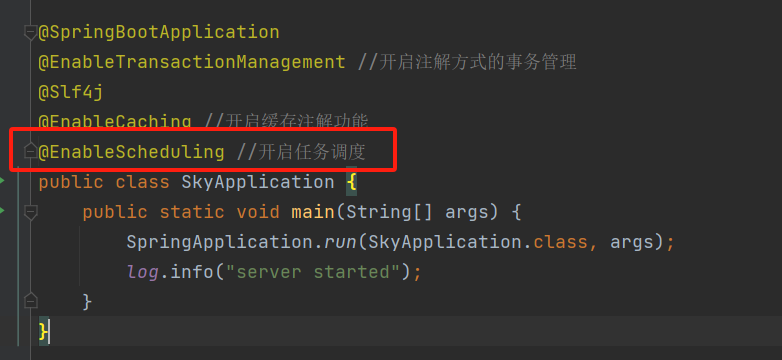 @SpringBootApplication
@EnableTransactionManagement //开启注解方式的事务管理
@Slf4j
@EnableCaching //开启缓存注解功能
@EnableScheduling //开启任务调度
public class SkyApplication {
    public static void main(String[] args) {
        SpringApplication.run(SkyApplication.class, args);
        log.info("server started");
    }
}